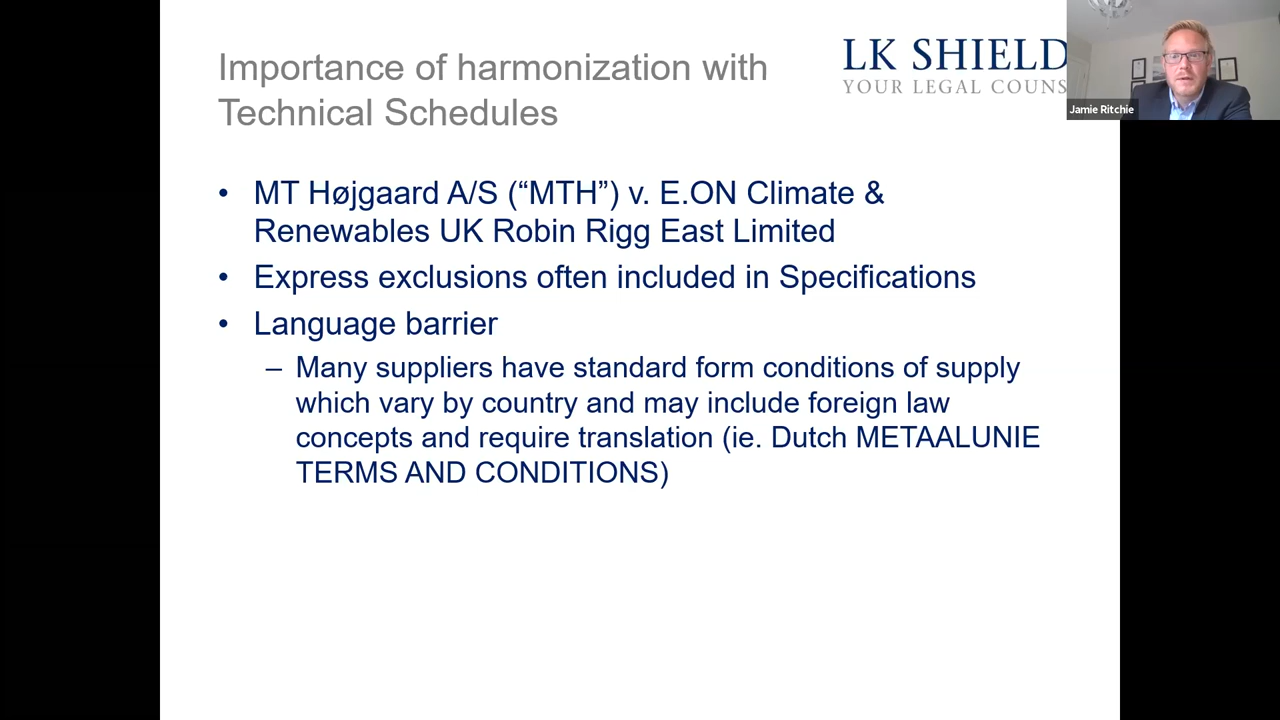 Importance of harmonization with
Technical Schedules
LK SHIELD
YOUR LEGAL COUNS
Jamie Ritchie
• MT Højgaard A/S (“MTH”) v. E.ON Climate &
Renewables UK Robin Rigg East Limited
• Express exclusions often included in Specifications
• Language barrier
– Many suppliers have standard form conditions of supply
which vary by country and may include foreign law
concepts and require translation (ie. Dutch METAALUNIE
TERMS AND CONDITIONS)